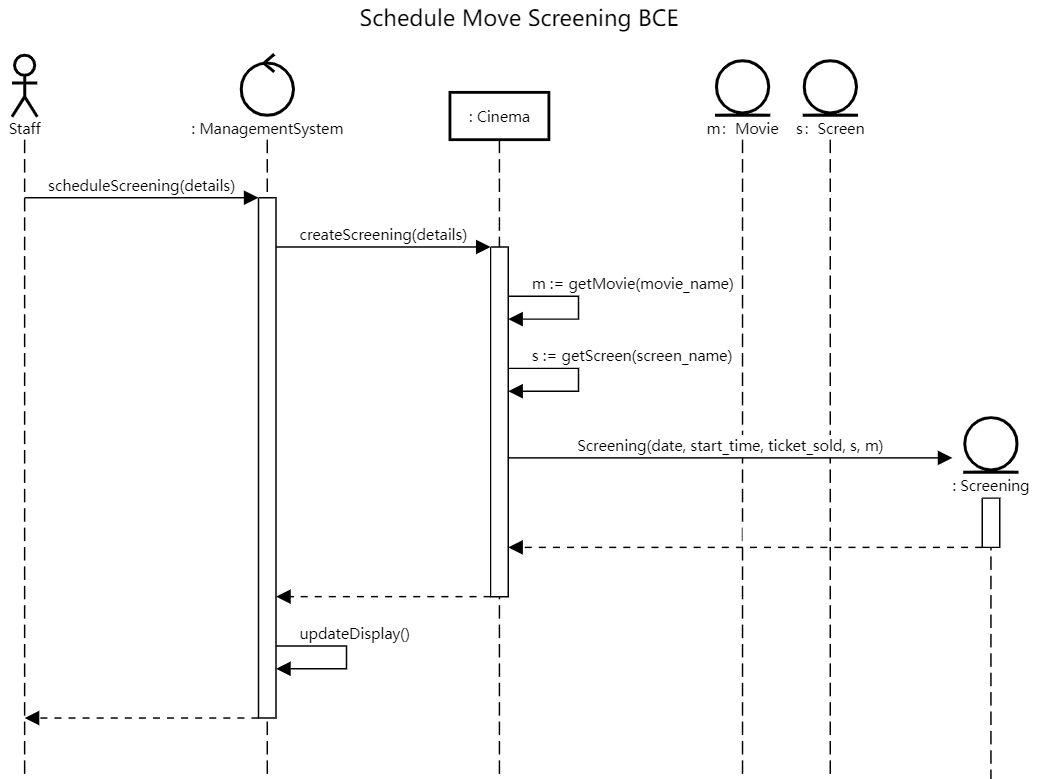 Schedule Move Screening BCE
Staff
: ManagementSystem
: Cinema
m: Movie
s: Screen
scheduleScreening(details)
createScreening(details)
m := getMovie(movie_name)
s := getScreen(screen_name)
Screening(date, start_time, ticket_sold, s, m)
: Screening
updateDisplay()